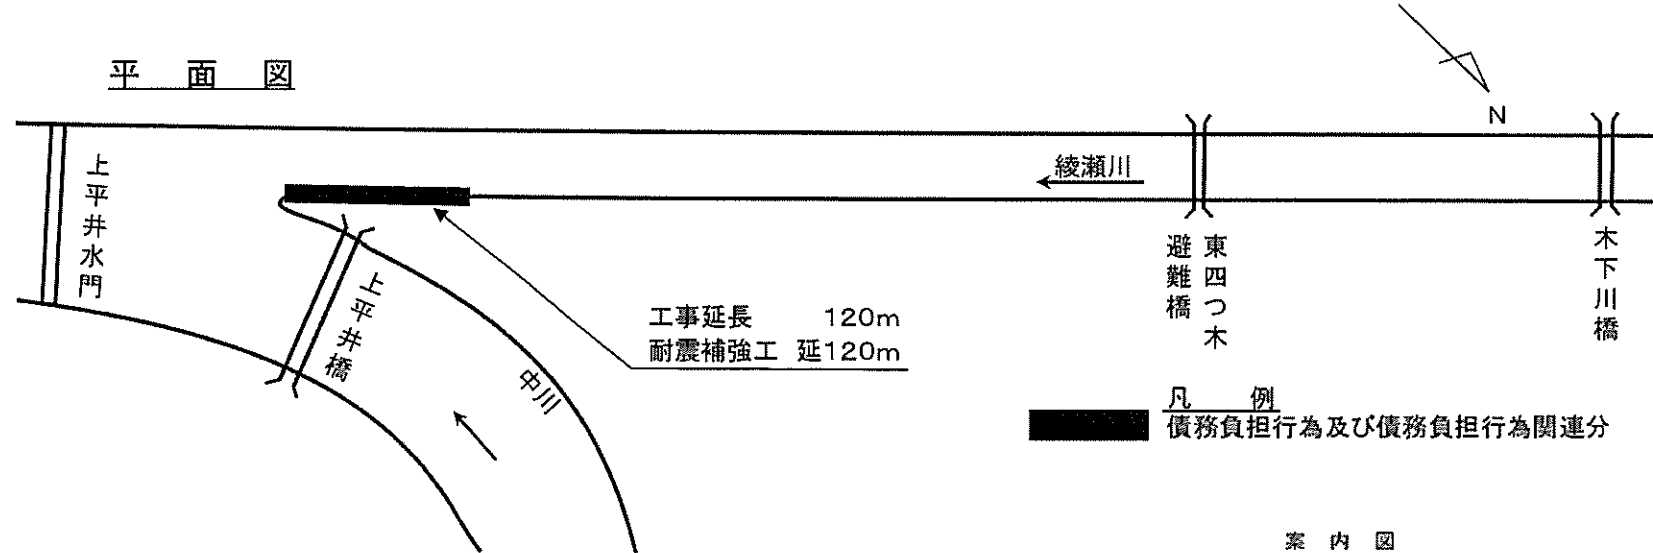 平面図
N
上平井水門
綾瀬川
東四つ木
避難橋
木下川橋
上平井橋
中川
工事延長 120m
耐震補強工 延120m
凡例
債務負担行為及び債務負担行為関連分
案内図